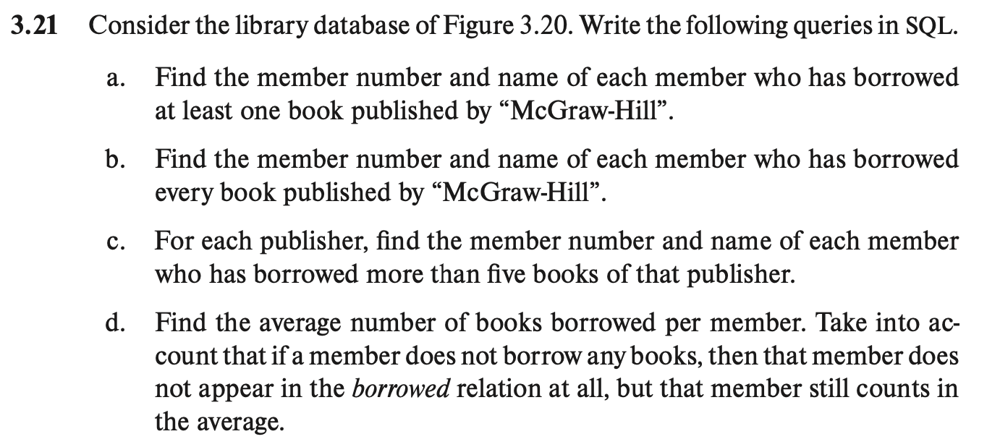 3.21 Consider the library database of Figure 3.20. Write the following queries in SQL.
a. Find the member number and name of each member who has borrowed
at least one book published by “McGraw-Hill”.
b. Find the member number and name of each member who has borrowed
every book published by “McGraw-Hill”.
c. For each publisher, find the member number and name of each member
who has borrowed more than five books of that publisher.
d. Find the average number of books borrowed per member. Take into ac-
count that if a member does not borrow any books, then that member does
not appear in the borrowed relation at all, but that member still counts in
the average.